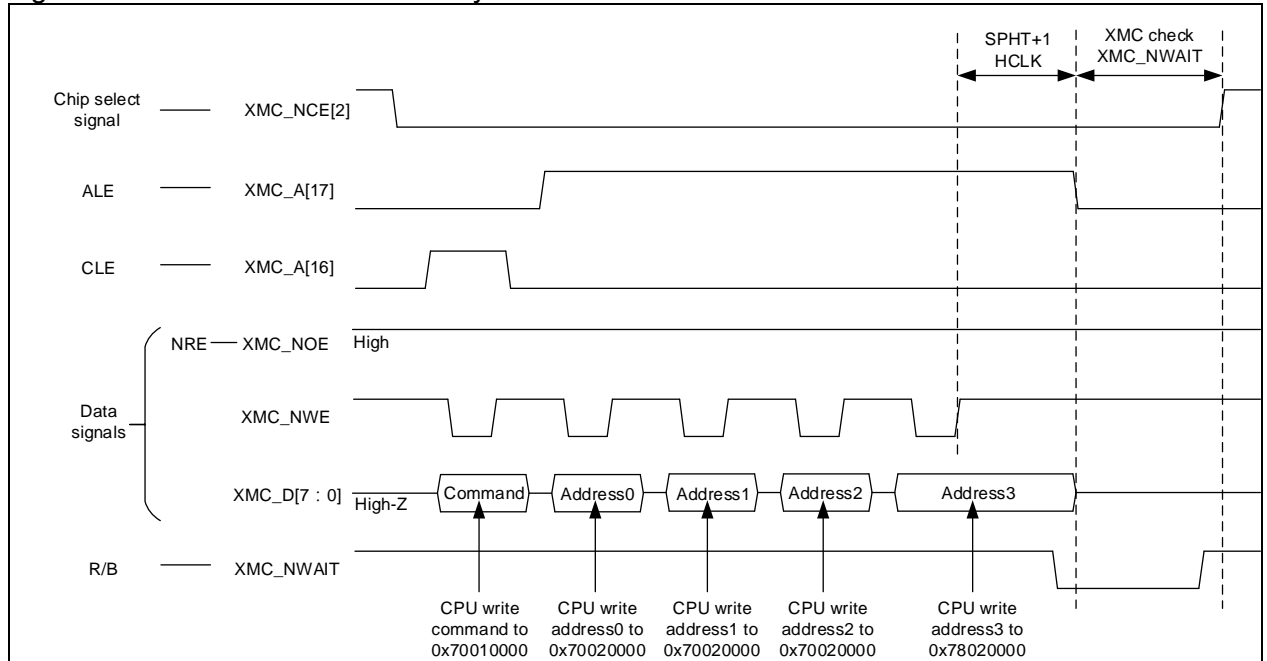 SPHT+1
HCLK
XMC check
XMC_NWAIT
Chip select
signal
XMC_NCE[2]
ALE
XMC_A[17]
CLE
XMC_A[16]
NRE
XMC_NOE
High
Data
signals
XMC_NWE
XMC_D[7 : 0]
High-Z
Command
Address0
Address1
Address2
Address3
R/B
XMC_NWAIT
CPU write
command to
0x70010000
CPU write
address0 to
0x70020000
CPU write
address1 to
0x70020000
CPU write
address2 to
0x70020000
CPU write
address3 to
0x78020000